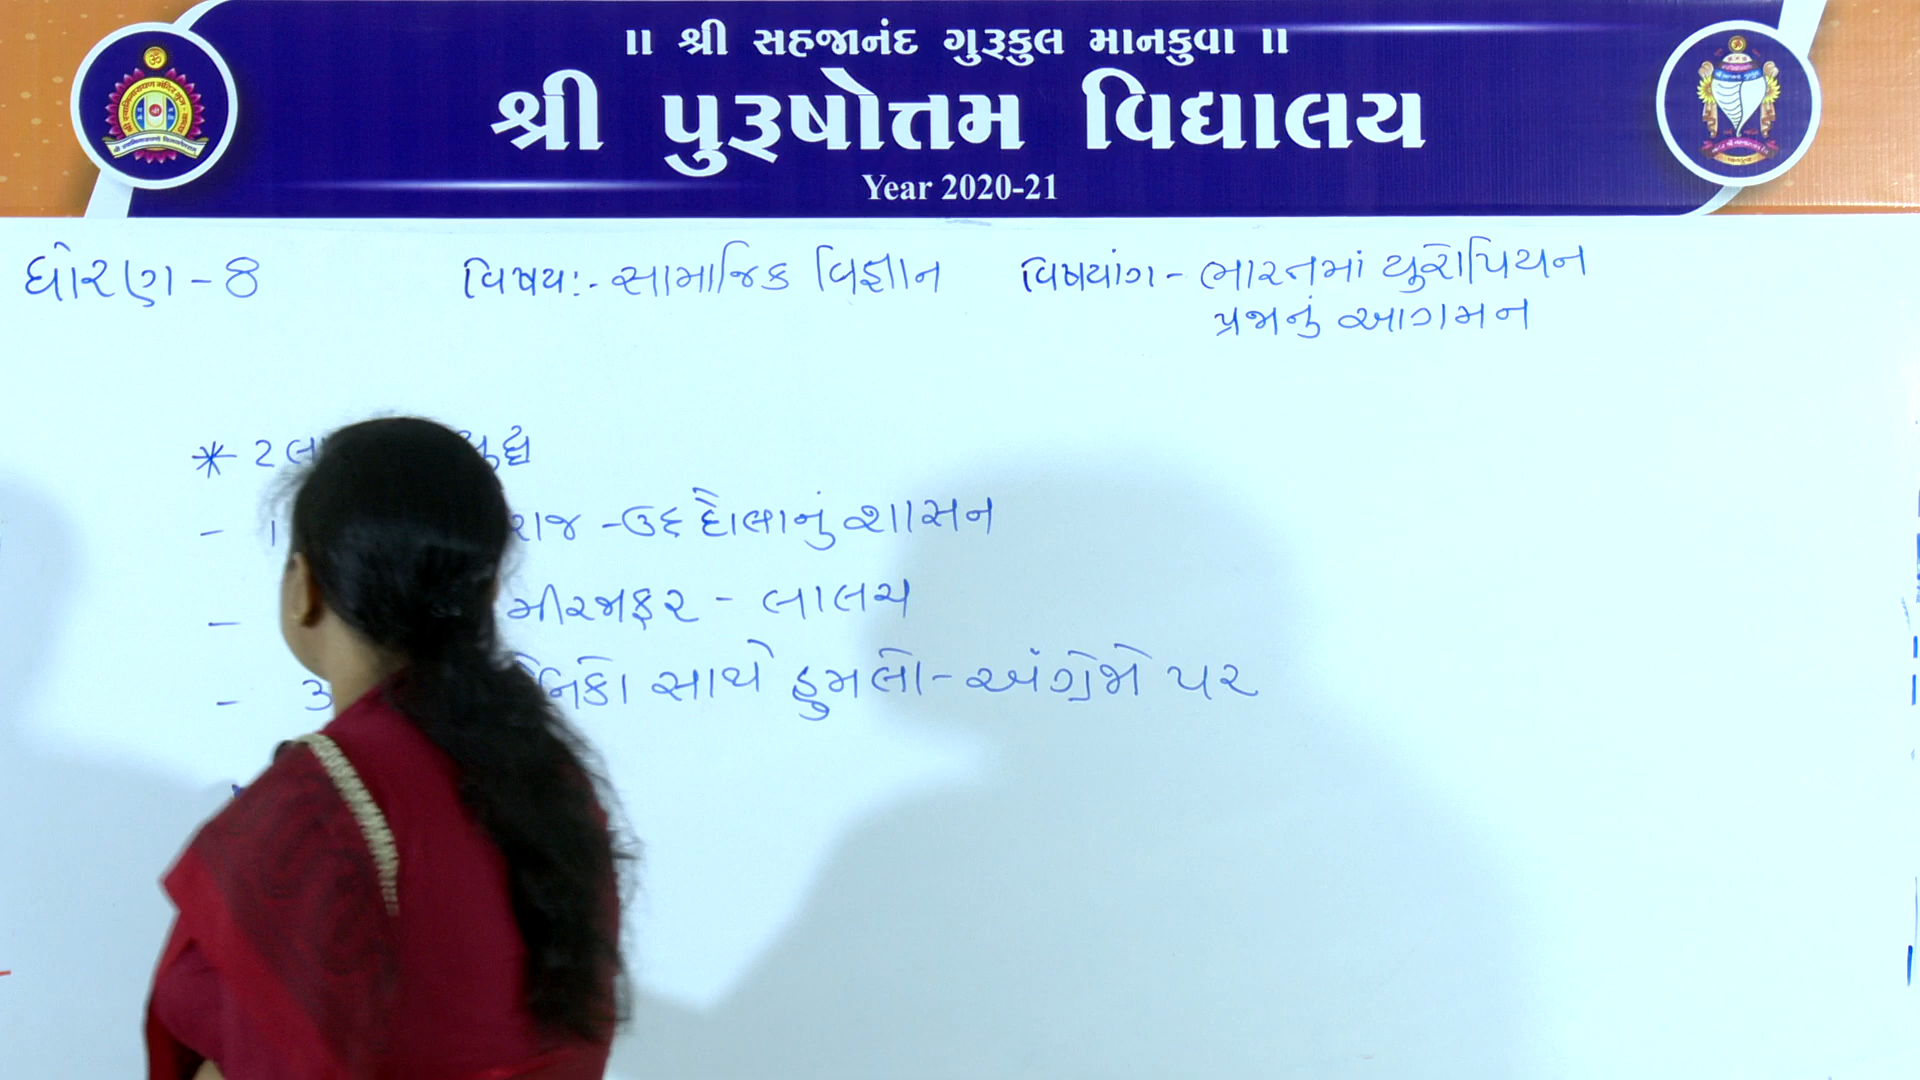 ॥ શ્રી સહજાનંદ ગુરૂકુલ માનકુવા ॥
શ્રી પુરૂષોત્તમ વિદ્યાલય
Year 2020-21
ધોરણ - 8
વિષય :- સામાજિક વિજ્ઞાન
વિષયાંગ - ભારતમાં યુરોપિયન
પ્રજાનું આગમન
* યુદ્ધ
- રાજ - ઉદ્ દૌલાનું શાસન
- મીરજાફર - લાલચ
- સાથે હુમલો - અંગ્રેજો પર